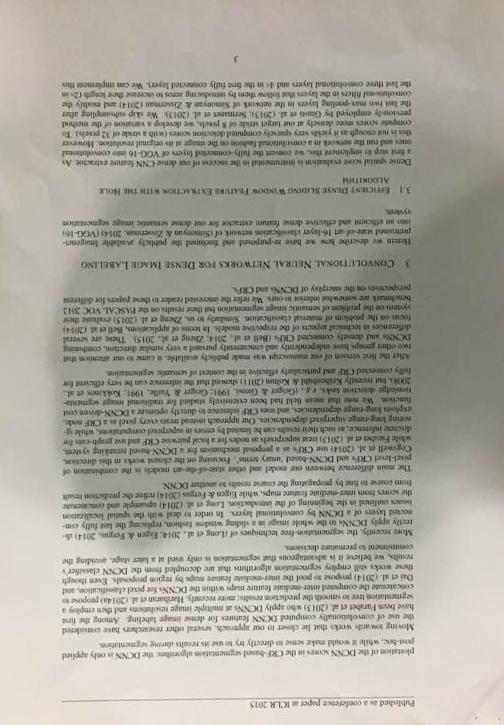 Published as a conference paper at ICLR 2015
ploitation of the DCNN scores in the CRF-based segmentation algorithm: the DCNN is only applied
post-hoc, while it would make sense to directly try to use its results during segmentation.
Moving towards works that lie closer to our approach, several other researchers have considered
the use of convolutionally computed DCNN features for dense image labeling. Among the first
have been Farabet et al. (2013) who apply DCNNs at multiple image resolutions and then employ a
segmentation tree to smooth the prediction results; more recently, Hariharan et al. (2014a) propose to
concatenate the computed inter-mediate feature maps within the DCNNs for pixel classification, and
Dai et al. (2014) propose to pool the inter-mediate feature maps by region proposals. Even though
these works still employ segmentation algorithms that are decoupled from the DCNN classifier's
results, we believe it is advantageous that segmentation is only used at a later stage, avoiding the
commitment to premature decisions.
More recently, the segmentation-free techniques of (Long et al., 2014; Eigen & Fergus, 2014) di-
rectly apply DCNNs to the whole image in a sliding window fashion, replacing the last fully con-
nected layers of a DCNN by convolutional layers. In order to deal with the spatial localization
issues outlined in the beginning of the introduction, Long et al. (2014) upsample and concatenate
the scores from inter-mediate feature maps, while Eigen & Fergus (2014) refine the prediction result
from coarse to fine by propagating the coarse results to another DCNN.
The main difference between our model and other state-of-the-art models is the combination of
pixel-level CRFs and DCNN-based 'unary terms'. Focusing on the closest works in this direction,
Cogswell et al. (2014) use CRFs as a proposal mechanism for a DCNN-based reranking system,
while Farabet et al. (2013) treat superpixels as nodes for a local pairwise CRF and use graph-cuts for
discrete inference; as such their results can be limited by errors in superpixel computations, while ig-
noring long-range superpixel dependencies. Our approach instead treats every pixel as a CRF node,
exploits long-range dependencies, and uses CRF inference to directly optimize a DCNN-driven cost
function. We note that mean field had been extensively studied for traditional image segmenta-
tion/edge detection tasks, e.g., (Geiger & Girosi, 1991; Geiger & Yuille, 1991; Kokkinos et al.,
2008), but recently Krähenbühl & Koltun (2011) showed that the inference can be very efficient for
fully connected CRF and particularly effective in the context of semantic segmentation.
After the first version of our manuscript was made publicly available, it came to our attention that
two other groups have independently and concurrently pursued a very similar direction, combining
DCNNs and densely connected CRFs (Bell et al., 2014; Zheng et al., 2015). There are several
differences in technical aspects of the respective models. In terms of applications, Bell et al. (2014)
focus on the problem of material classification. Similarly to us, Zheng et al. (2015) evaluate their
system on the problem of semantic image segmentation but their results on the PASCAL VOC 2012
benchmark are somewhat inferior to ours. We refer the interested reader to these papers for different
perspectives on the interplay of DCNNs and CRFs.
3 Convolutional Neural Networks for Dense Image Labeling
Herein we describe how we have re-purposed and finetuned the publicly available Imagenet-
pretrained state-of-art 16-layer classification network of (Simonyan & Zisserman, 2014) (VGG-16)
into an efficient and effective dense feature extractor for our dense semantic image segmentation
system.
3.1 Efficient Dense Sliding Window Feature Extraction with the Hole
Algorithm
Dense spatial score evaluation is instrumental in the success of our dense CNN feature extractor. As
a first step to implement this, we convert the fully-connected layers of VGG-16 into convolutional
ones and run the network in a convolutional fashion on the image at its original resolution. However
this is not enough as it yields very sparsely computed detection scores (with a stride of 32 pixels). To
compute scores more densely at our target stride of 8 pixels, we develop a variation of the method
previously employed by Giusti et al. (2013); Sermanet et al. (2013). We skip subsampling after
the last two max-pooling layers in the network of Simonyan & Zisserman (2014) and modify the
convolutional filters in the layers that follow them by introducing zeros to increase their length (2× in
the last three convolutional layers and 4× in the first fully connected layer). We can implement this
3